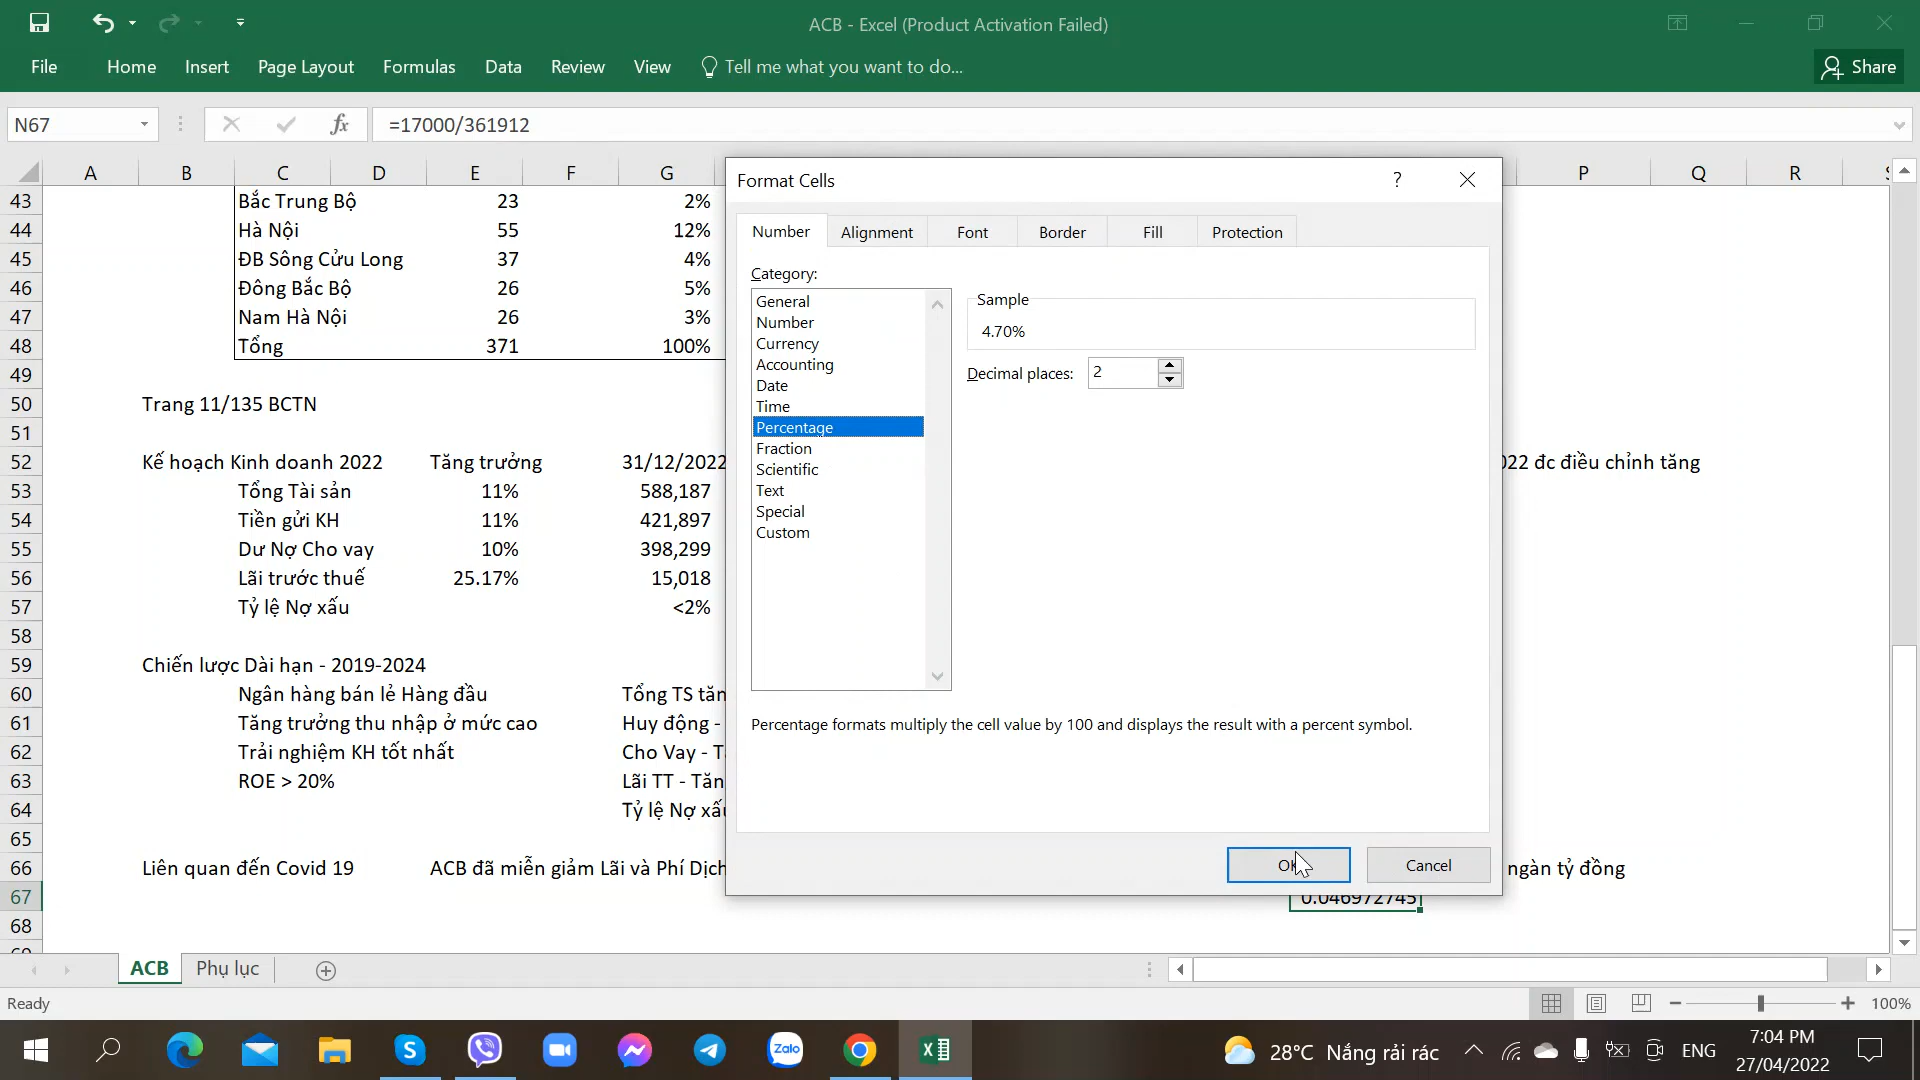 ACB - Excel (Product Activation Failed)
File Home Insert Page Layout Formulas Data Review View Tell me what you want to do... Share
N67 fx =17000/361912
A B C D E F G P Q R
43 Bắc Trung Bộ 23 2%
44 Hà Nội 55 12%
45 ĐB Sông Cửu Long 37 4%
46 Đông Bắc Bộ 26 5%
47 Nam Hà Nội 26 3%
48 Tổng 371 100%
49
50 Trang 11/135 BCTN
51
52 Kế hoạch Kinh doanh 2022 Tăng trưởng 31/12/2022 022 đc điều chỉnh tăng
53 Tổng Tài sản 11% 588,187
54 Tiền gửi KH 11% 421,897
55 Dư Nợ Cho vay 10% 398,299
56 Lãi trước thuế 25.17% 15,018
57 Tỷ lệ Nợ xấu <2%
58
59 Chiến lược Dài hạn - 2019-2024
60 Ngân hàng bán lẻ Hàng đầu Tổng TS tăn
61 Tăng trưởng thu nhập ở mức cao Huy động -
62 Trải nghiệm KH tốt nhất Cho Vay - T
63 ROE > 20% Lãi TT - Tăn
64 Tỷ lệ Nợ xấu
65
66 Liên quan đến Covid 19 ACB đã miễn giảm Lãi và Phí Dịch ngàn tỷ đồng
67 0.046972745
68
Format Cells ?
Number Alignment Font Border Fill Protection
Category:
General
Number
Currency
Accounting
Date
Time
Percentage
Fraction
Scientific
Text
Special
Custom
Sample
4.70%
Decimal places: 2
Percentage formats multiply the cell value by 100 and displays the result with a percent symbol.
OK Cancel
ACB Phụ lục
Ready 100%
Zalo 28°C Nắng rải rác ENG 7:04 PM
27/04/2022